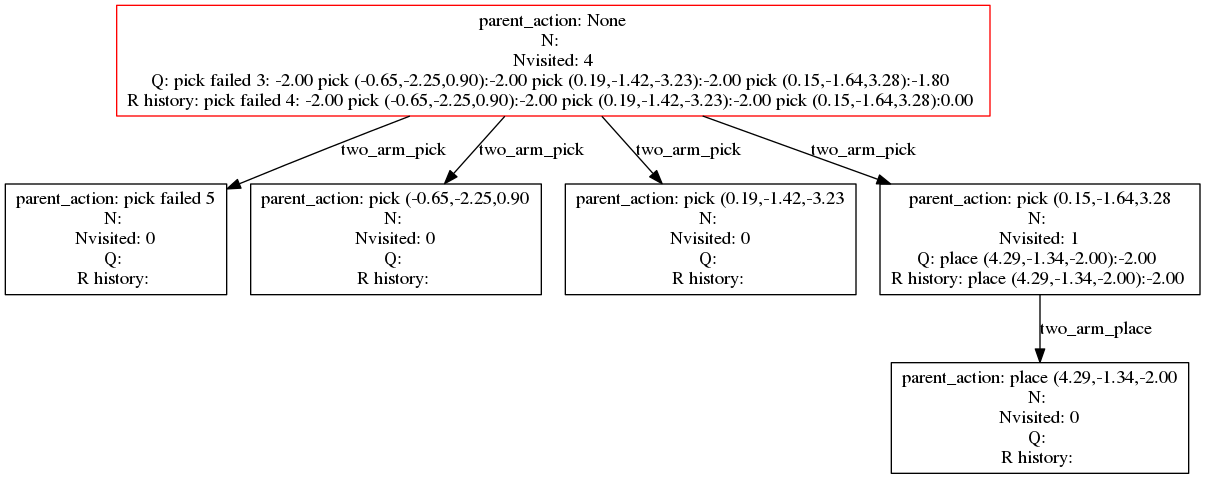 parent_action: None
N:
Nvisited: 4
Q: pick failed 3: -2.00 pick (-0.65,-2.25,0.90):-2.00 pick (0.19,-1.42,-3.23):-2.00 pick (0.15,-1.64,3.28):-1.80
R history: pick failed 4: -2.00 pick (-0.65,-2.25,0.90):-2.00 pick (0.19,-1.42,-3.23):-2.00 pick (0.15,-1.64,3.28):0.00
two_arm_pick
two_arm_pick
two_arm_pick
two_arm_pick
parent_action: pick failed 5
N:
Nvisited: 0
Q:
R history:
parent_action: pick (-0.65,-2.25,0.90
N:
Nvisited: 0
Q:
R history:
parent_action: pick (0.19,-1.42,-3.23
N:
Nvisited: 0
Q:
R history:
parent_action: pick (0.15,-1.64,3.28
N:
Nvisited: 1
Q: place (4.29,-1.34,-2.00):-2.00
R history: place (4.29,-1.34,-2.00):-2.00
two_arm_place
parent_action: place (4.29,-1.34,-2.00
N:
Nvisited: 0
Q:
R history: